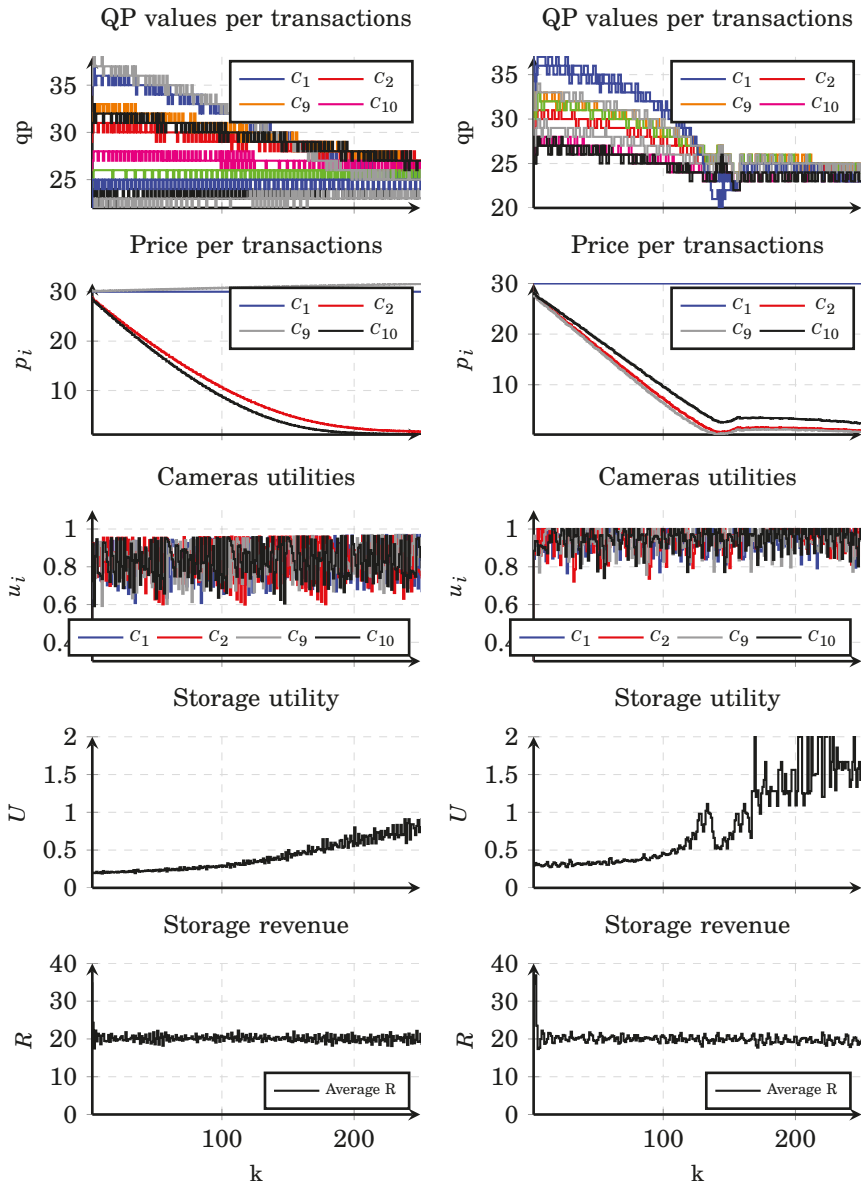 QP values per transactions
35
30
25
qp
c1 c2
c9 c10
QP values per transactions
35
30
25
20
qp
c1 c2
c9 c10
Price per transactions
30
20
10
pi
c1 c2
c9 c10
Price per transactions
30
20
10
pi
c1 c2
c9 c10
Cameras utilities
1
0.8
0.6
0.4
ui
c1 c2 c9 c10
Cameras utilities
1
0.8
0.6
0.4
ui
c1 c2 c9 c10
Storage utility
2
1.5
1
0.5
0
U
Storage utility
2
1.5
1
0.5
0
U
Storage revenue
40
30
20
10
0
R
Average R
100 200
k
Storage revenue
40
30
20
10
0
R
Average R
100 200
k